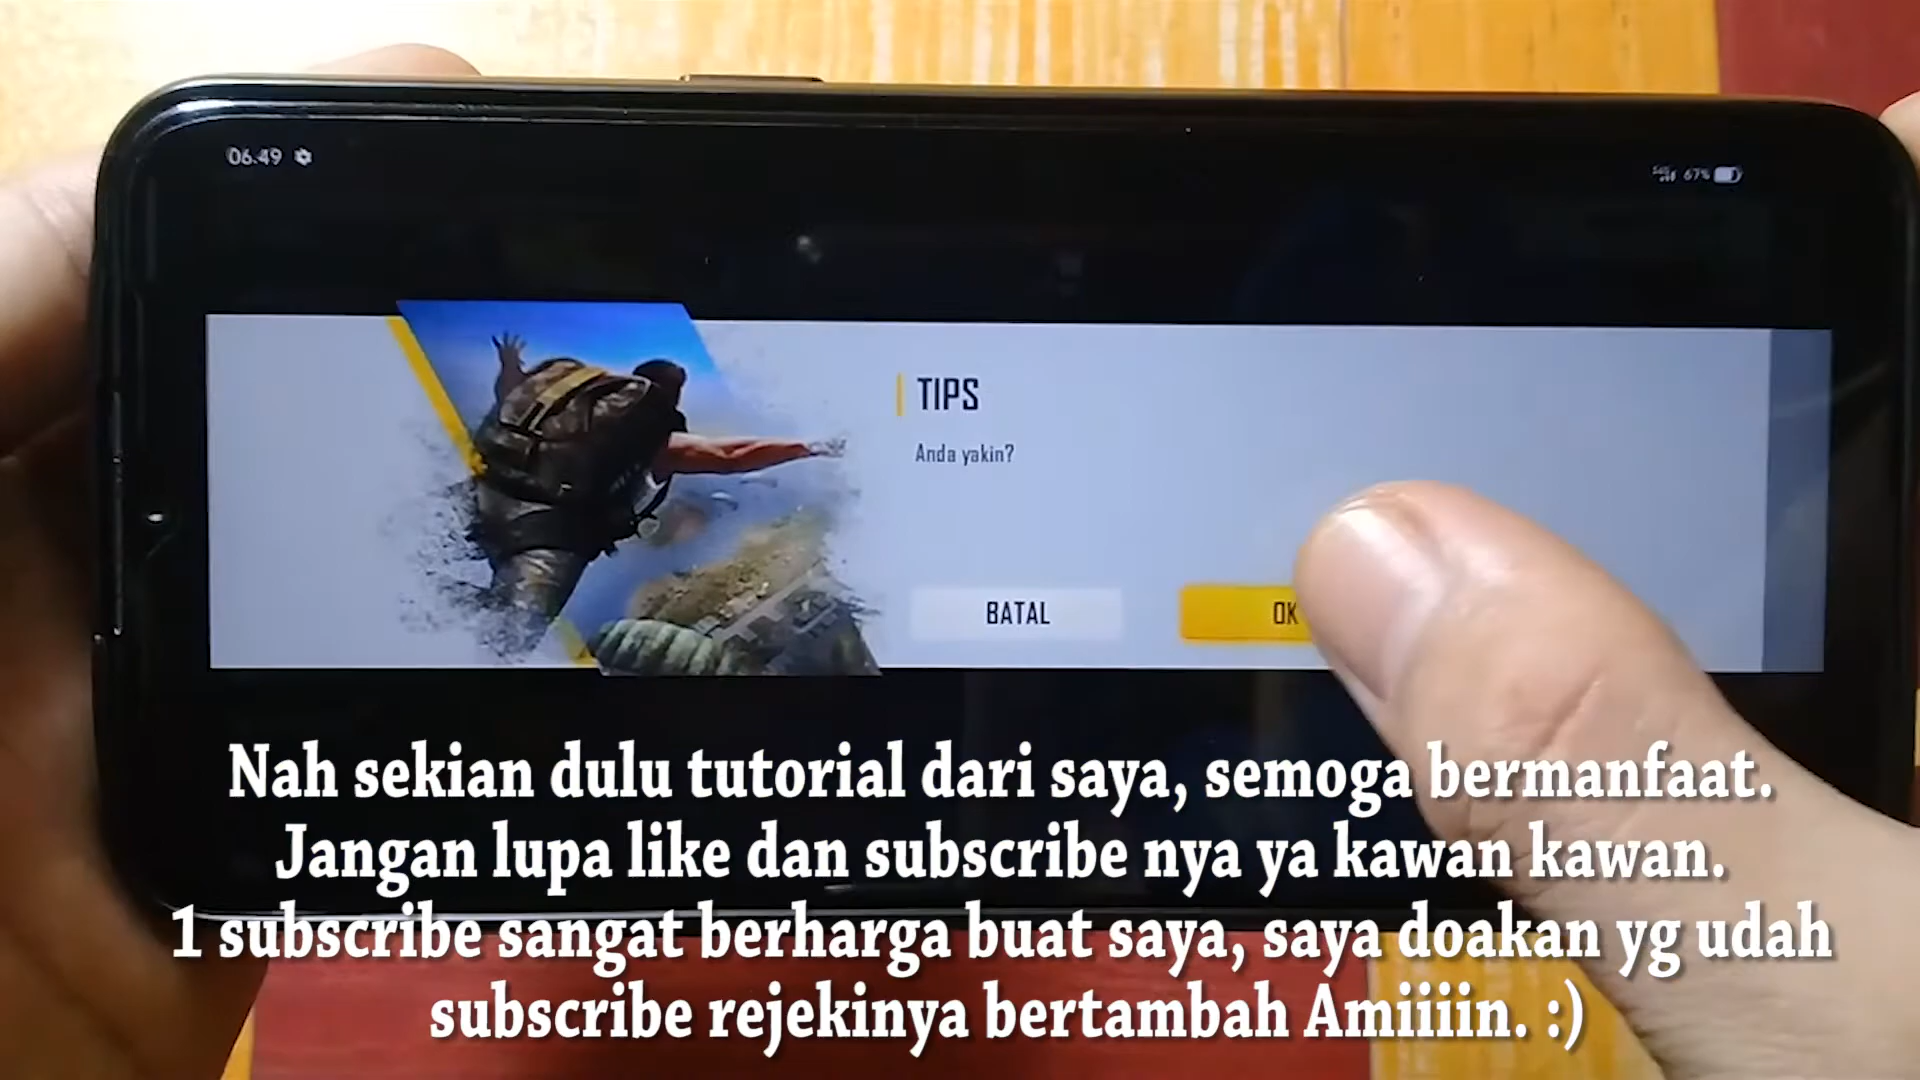 06.49
67%
TIPS
Anda yakin?
BATAL
OK
Nah sekian dulu tutorial dari saya, semoga bermanfaat.
Jangan lupa like dan subscribe nya ya kawan kawan.
1 subscribe sangat berharga buat saya, saya doakan yg udah
subscribe rejekinya bertambah Amiiiiin. :)